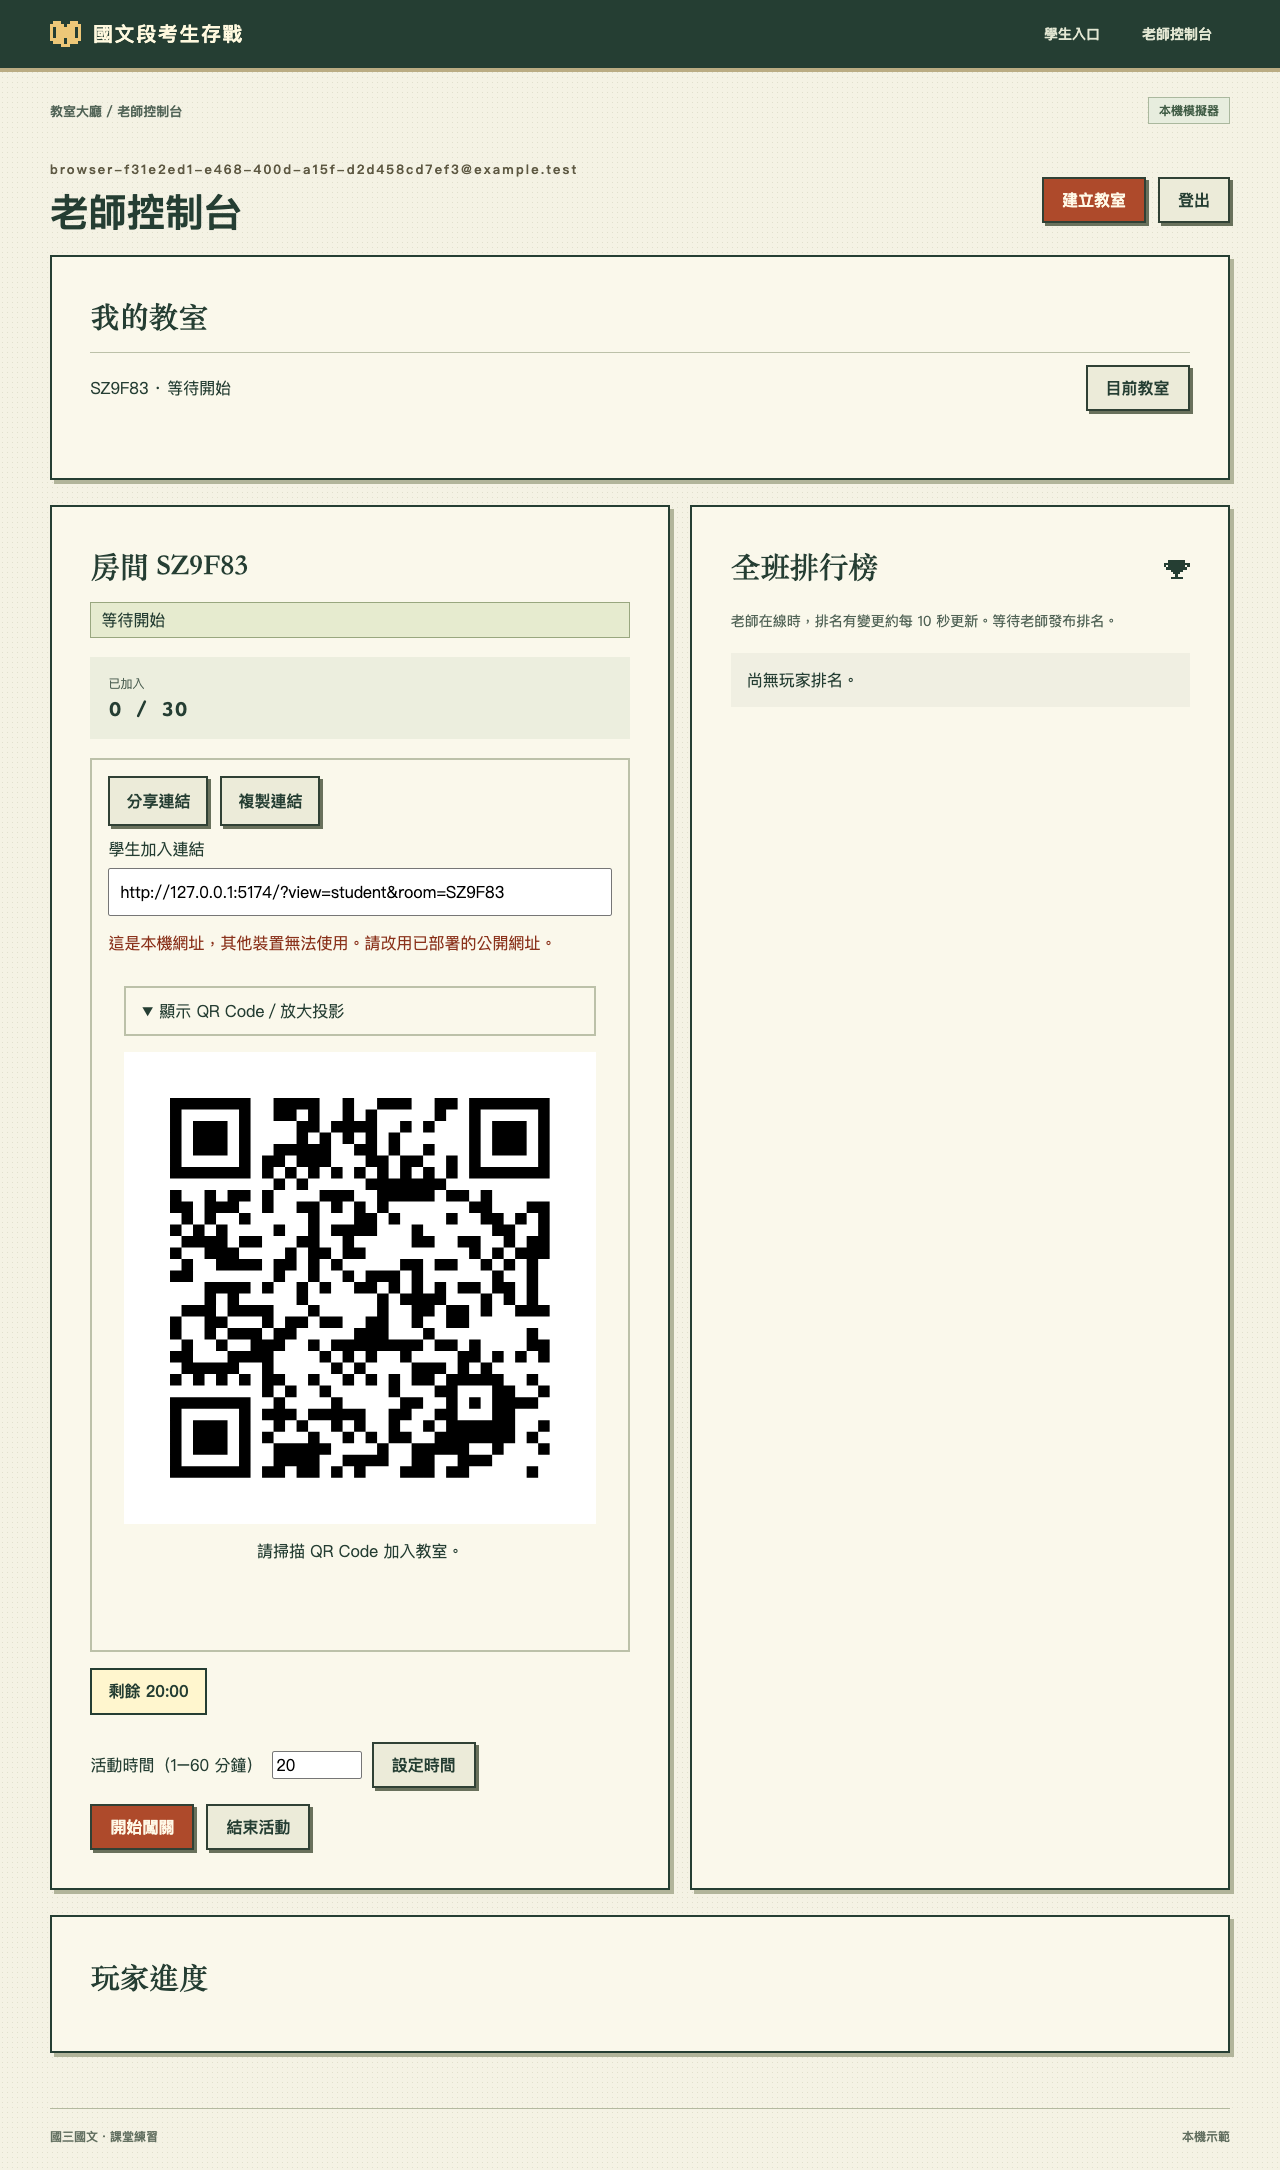 國文段考生存戰
學生入口
老師控制台
教室大廳 / 老師控制台
本機模擬器
browser-f31e2ed1-e468-400d-a15f-d2d458cd7ef3@example.test
老師控制台
建立教室
登出
我的教室
SZ9F83 · 等待開始
目前教室
房間 SZ9F83
等待開始
已加入
0 / 30
分享連結
複製連結
學生加入連結
http://127.0.0.1:5174/?view=student&room=SZ9F83
這是本機網址，其他裝置無法使用。請改用已部署的公開網址。
▼ 顯示 QR Code / 放大投影
請掃描 QR Code 加入教室。
剩餘 20:00
活動時間（1–60 分鐘）
20
設定時間
開始闖關
結束活動
全班排行榜
老師在線時，排名有變更約每 10 秒更新。等待老師發布排名。
尚無玩家排名。
玩家進度
國三國文 · 課堂練習
本機示範